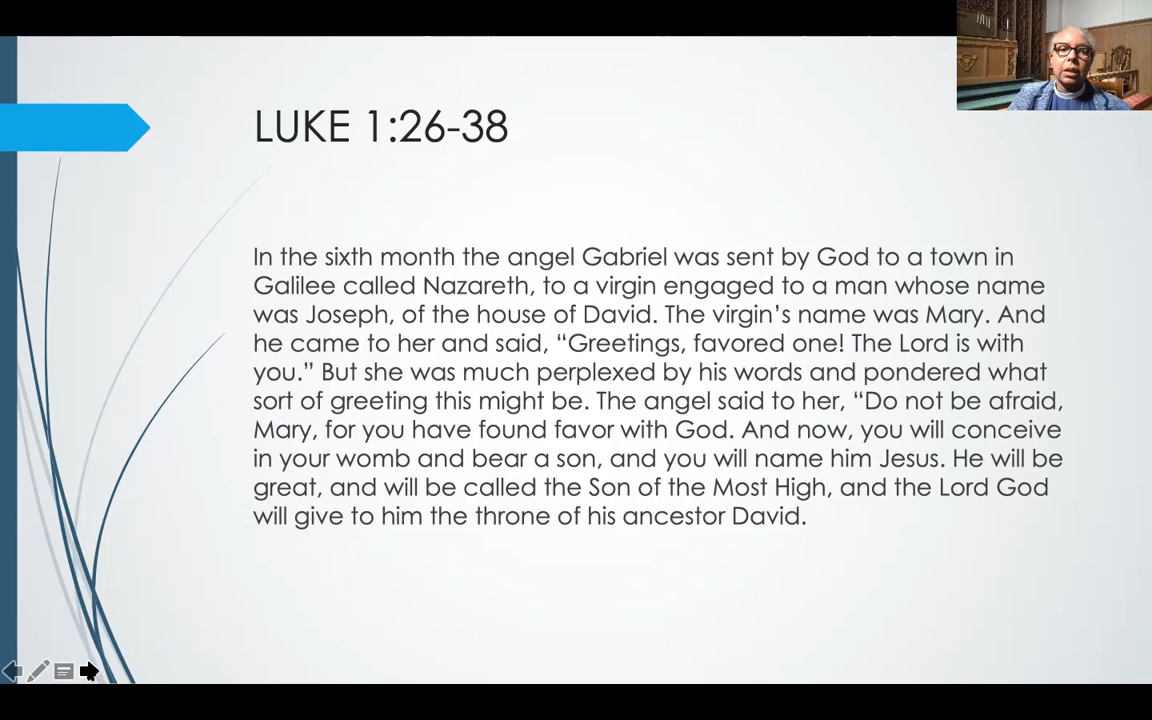 LUKE 1:26-38
In the sixth month the angel Gabriel was sent by God to a town in
Galilee called Nazareth, to a virgin engaged to a man whose name
was Joseph, of the house of David. The virgin’s name was Mary. And
he came to her and said, “Greetings, favored one! The Lord is with
you.” But she was much perplexed by his words and pondered what
sort of greeting this might be. The angel said to her, “Do not be afraid,
Mary, for you have found favor with God. And now, you will conceive
in your womb and bear a son, and you will name him Jesus. He will be
great, and will be called the Son of the Most High, and the Lord God
will give to him the throne of his ancestor David.